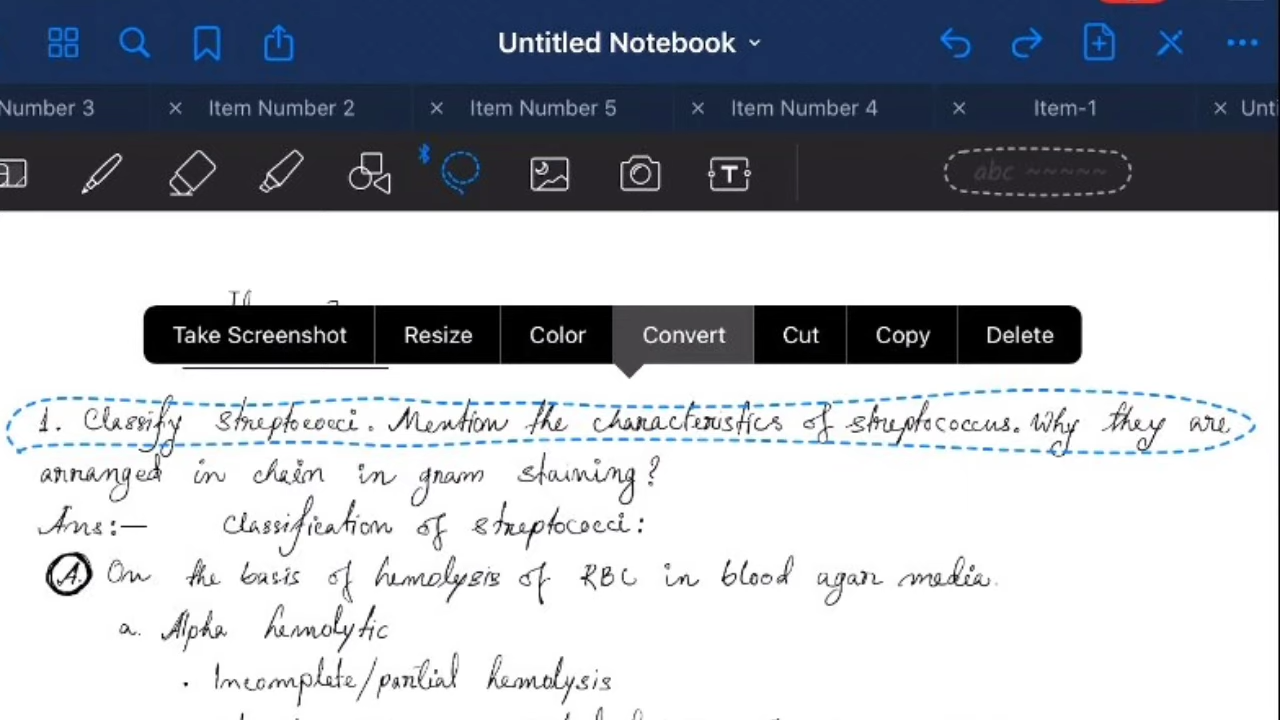 Untitled Notebook
Number 3 × Item Number 2 × Item Number 5 × Item Number 4 × Item-1 × Unt
T abc
Take Screenshot Resize Color Convert Cut Copy Delete
1. Classify streptococci. Mention the characteristics of streptococcus. Why they are
arranged in chain in gram staining?
Ans:— Classification of streptococci:
A. On the basis of hemolysis of RBC in blood agar media.
a. Alpha hemolytic
· Incomplete/partial hemolysis